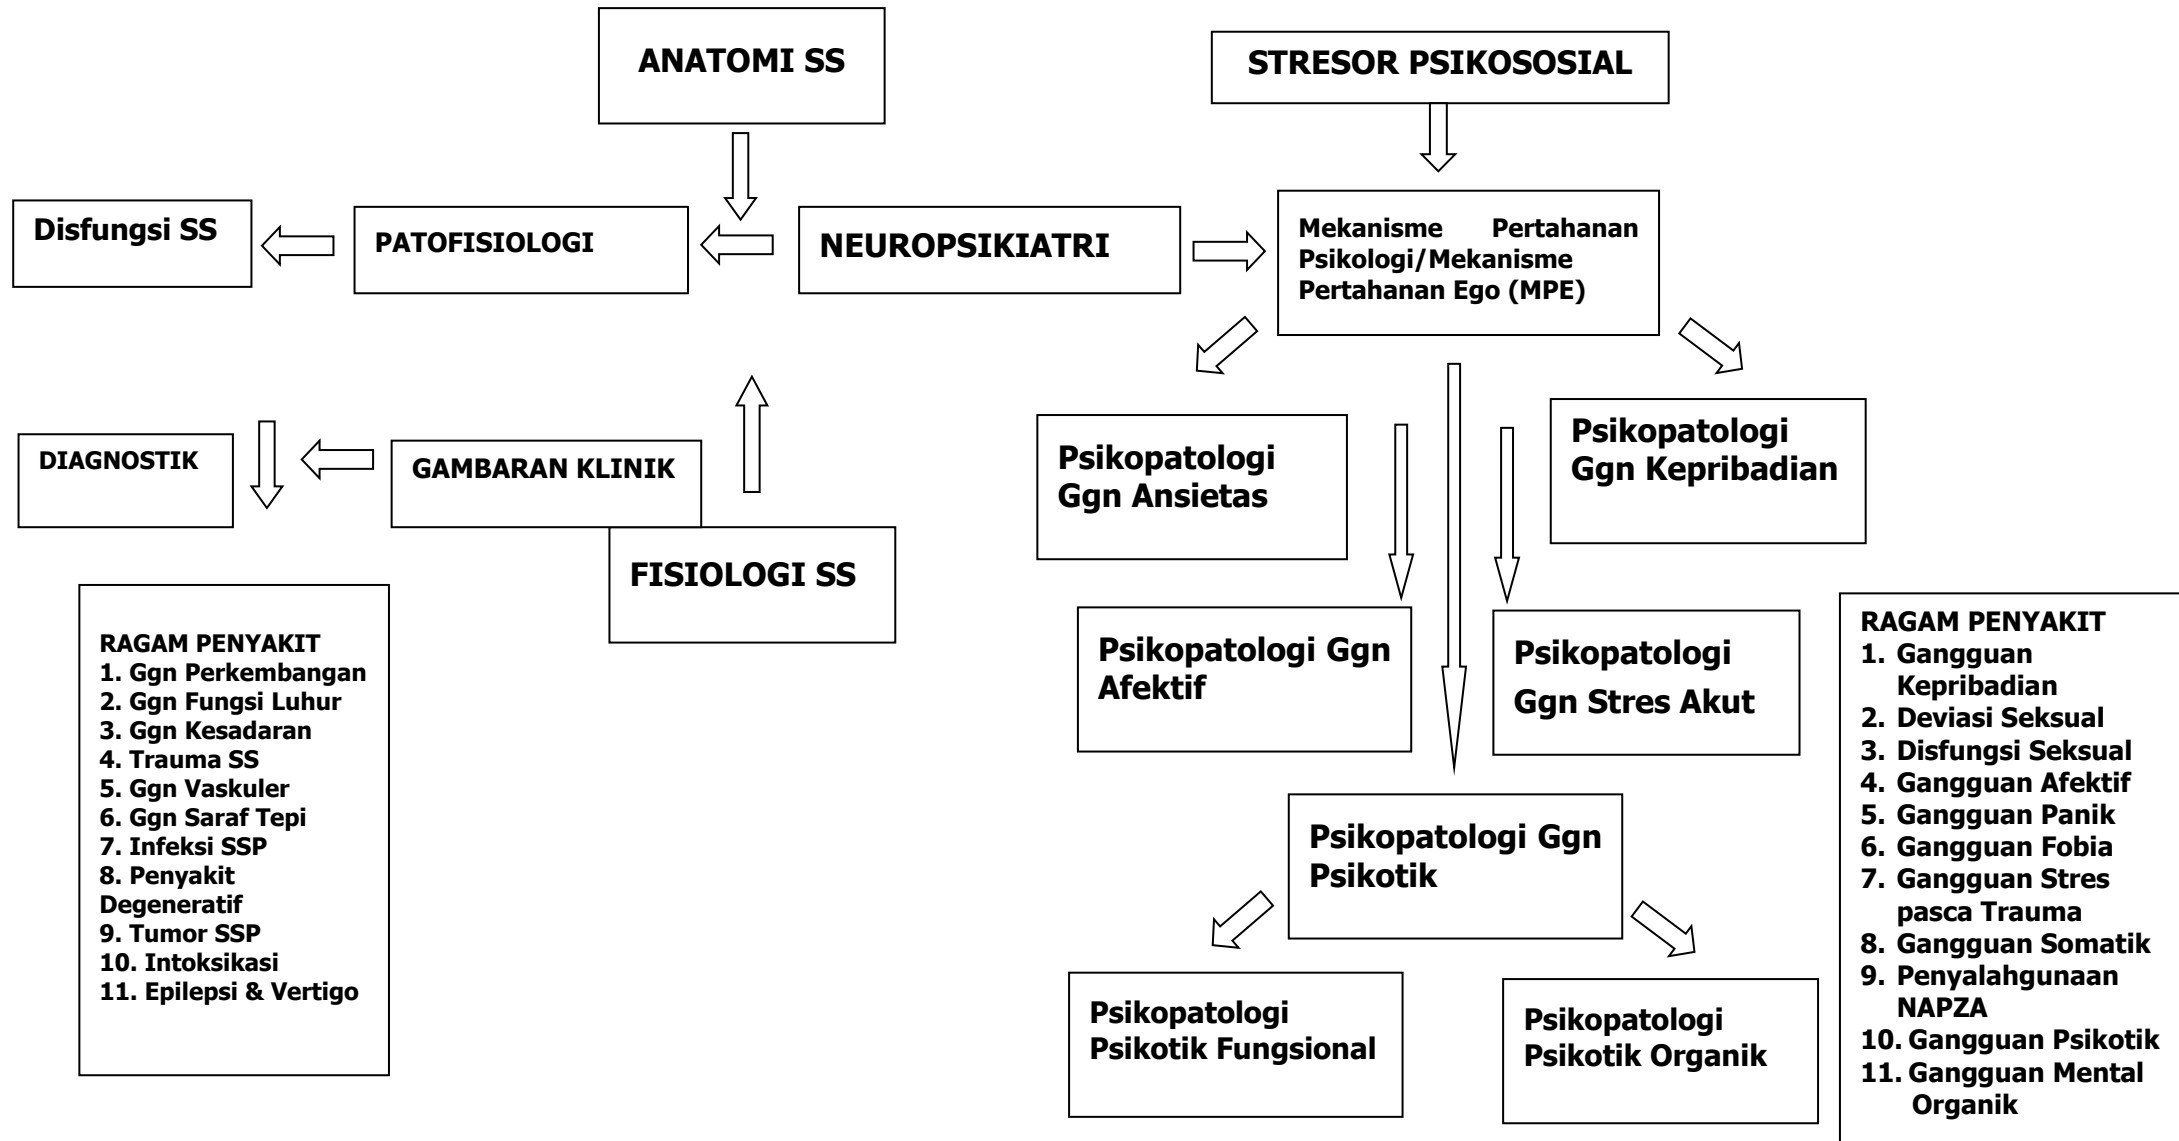 ANATOMI SS
STRESOR PSIKOSOSIAL
Disfungsi SS
PATOFISIOLOGI
NEUROPSIKIATRI
Mekanisme Pertahanan
Psikologi/Mekanisme
Pertahanan Ego (MPE)
DIAGNOSTIK
GAMBARAN KLINIK
FISIOLOGI SS
Psikopatologi
Ggn Ansietas
Psikopatologi
Ggn Kepribadian
RAGAM PENYAKIT
1. Ggn Perkembangan
2. Ggn Fungsi Luhur
3. Ggn Kesadaran
4. Trauma SS
5. Ggn Vaskuler
6. Ggn Saraf Tepi
7. Infeksi SSP
8. Penyakit
Degeneratif
9. Tumor SSP
10. Intoksikasi
11. Epilepsi & Vertigo
Psikopatologi Ggn
Afektif
Psikopatologi
Ggn Stres Akut
Psikopatologi Ggn
Psikotik
Psikopatologi
Psikotik Fungsional
Psikopatologi
Psikotik Organik
RAGAM PENYAKIT
1. Gangguan
Kepribadian
2. Deviasi Seksual
3. Disfungsi Seksual
4. Gangguan Afektif
5. Gangguan Panik
6. Gangguan Fobia
7. Gangguan Stres
pasca Trauma
8. Gangguan Somatik
9. Penyalahgunaan
NAPZA
10. Gangguan Psikotik
11. Gangguan Mental
Organik